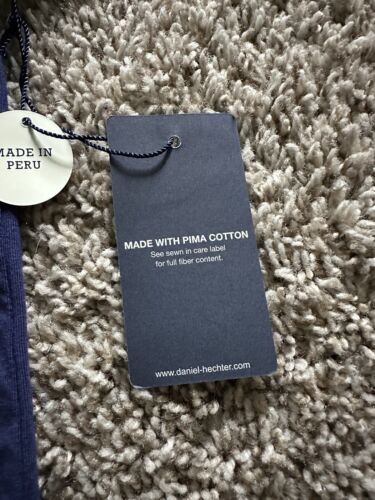 MADE IN
PERU
MADE WITH PIMA COTTON
See sewn in care label
for full fiber content.
www.daniel-hechter.com